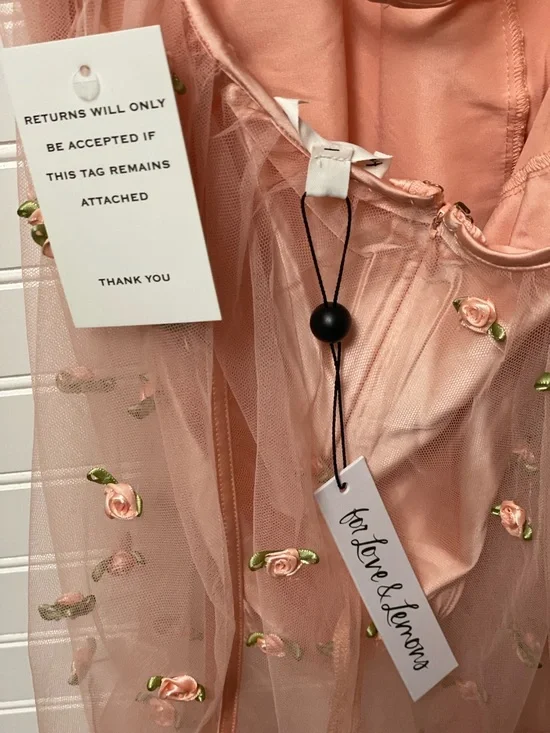 RETURNS WILL ONLY
BE ACCEPTED IF
THIS TAG REMAINS
ATTACHED
THANK YOU
for Love & Lemons